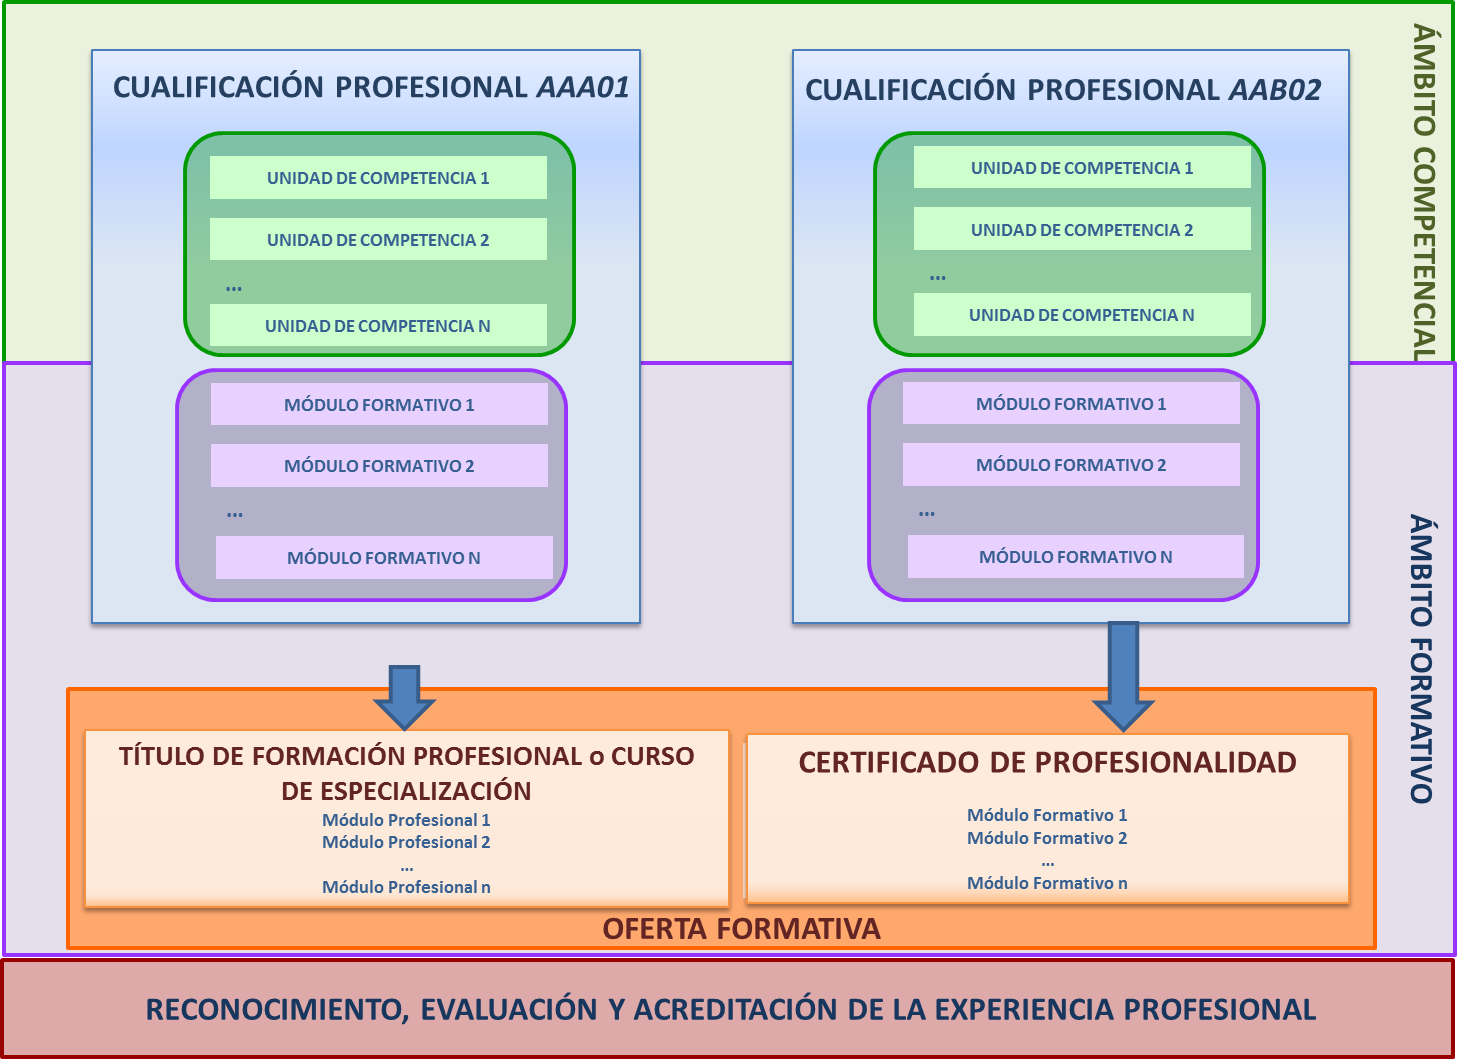 ÁMBITO COMPETENCIAL
CUALIFICACIÓN PROFESIONAL AAA01
UNIDAD DE COMPETENCIA 1
UNIDAD DE COMPETENCIA 2
...
UNIDAD DE COMPETENCIA N
MÓDULO FORMATIVO 1
MÓDULO FORMATIVO 2
...
MÓDULO FORMATIVO N
CUALIFICACIÓN PROFESIONAL AAB02
UNIDAD DE COMPETENCIA 1
UNIDAD DE COMPETENCIA 2
...
UNIDAD DE COMPETENCIA N
MÓDULO FORMATIVO 1
MÓDULO FORMATIVO 2
...
MÓDULO FORMATIVO N
ÁMBITO FORMATIVO
TÍTULO DE FORMACIÓN PROFESIONAL o CURSO
DE ESPECIALIZACIÓN
Módulo Profesional 1
Módulo Profesional 2
...
Módulo Profesional n
CERTIFICADO DE PROFESIONALIDAD
Módulo Formativo 1
Módulo Formativo 2
...
Módulo Formativo n
OFERTA FORMATIVA
RECONOCIMIENTO, EVALUACIÓN Y ACREDITACIÓN DE LA EXPERIENCIA PROFESIONAL